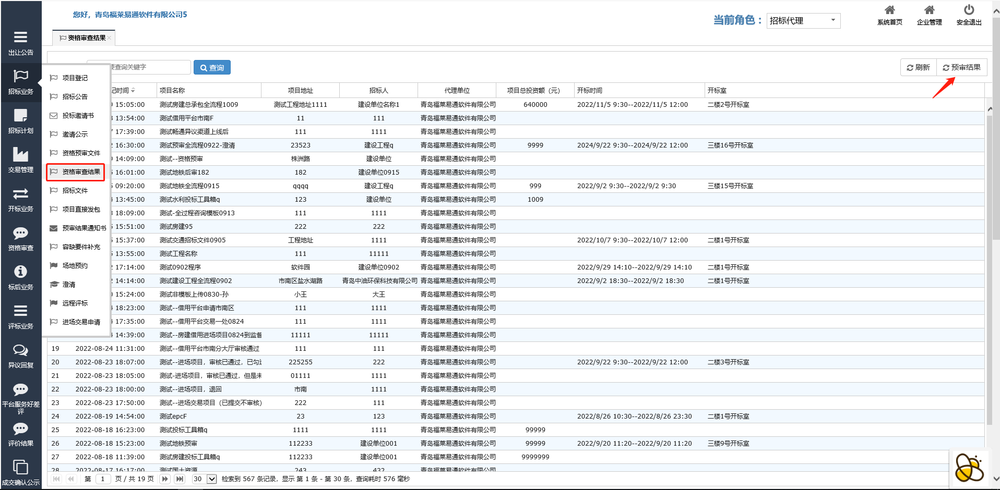 您好，青岛福莱易通软件有限公司5
当前角色：
招标代理
系统首页
企业管理
安全退出
资格审查结果
出让公告
招标业务
招标计划
交易管理
开标业务
资格审查
标后业务
评标业务
异议回复
平台服务好差评
评价结果
成交确认公示
项目登记
招标公告
投标邀请书
邀请公示
资格预审文件
资格审查结果
招标文件
项目直接发包
预审结果通知书
容缺要件补充
场地预约
澄清
远程评标
进场交易申请
要查询关键字
查询
刷新
预审结果
记时间 项目名称 项目地址 招标人 代理单位 项目总投资额（元） 开标时间 开标室
15:05:00 测试房建总承包全流程1009 测试工程地址1111 建设单位名称1 青岛福莱易通软件有限公司 640000 2022/11/5 9:30--2022/11/5 12:00 二楼2号开标室
13:54:00 测试借用平台市南F 11 111 青岛福莱易通软件有限公司
17:39:00 测试畅通异议渠道上线后 111 1111 青岛福莱易通软件有限公司
16:30:00 测试预审全流程0922-澄清 23523 建设工程q 青岛福莱易通软件有限公司 9999 2024/9/22 9:30--2024/9/22 12:00 三楼16号开标室
14:09:00 测试--资格预审 株洲路 建设单位 青岛福莱易通软件有限公司
16:01:00 测试地铁后审182 182 建设单位0915 青岛福莱易通软件有限公司
09:20:00 测试地铁全流程0915 qqqq 建设工程q 青岛福莱易通软件有限公司 999 2022/9/2 9:30--2022/9/2 9:30 三楼15号开标室
13:45:00 测试水利投标工具箱q 123 建设单位 青岛福莱易通软件有限公司 1009
18:09:00 测试-全过程咨询模板0913 111 1111 青岛福莱易通软件有限公司
15:51:00 测试房建95 222 222 青岛福莱易通软件有限公司
15:37:00 测试交通招标文件0905 工程地址 1111 青岛福莱易通软件有限公司 2022/10/7 9:30--2022/10/7 12:00 二楼1号开标室
13:55:00 测试工程名称 111 11111 青岛福莱易通软件有限公司
17:14:00 测试0902程序 软件园 建设单位0902 青岛福莱易通软件有限公司 2022/9/29 14:10--2022/9/29 14:10 二楼1号开标室
14:14:00 测试建设工程全流程0902 市南区盐水湖路 青岛中油环保科技有限公司 青岛福莱易通软件有限公司 2022/9/2 18:30--2022/9/2 18:30 二楼1号开标室
15:24:00 测试非模板上传0830-孙 小王 大王 青岛福莱易通软件有限公司
18:23:00 测试--借用平台申请市南区 111 1111 青岛福莱易通软件有限公司
17:35:00 测试--借用平台交易一处0824 111 1111 青岛福莱易通软件有限公司
14:39:00 测试--房建借用进场项目0824到监督 11111 11111 青岛福莱易通软件有限公司
19 2022-08-24 11:31:00 测试--借用平台市南分大厅审核通过 111 111 青岛福莱易通软件有限公司
20 2022-08-23 18:07:00 测试--进场项目，审核已通过，已勾选 225255 222 青岛福莱易通软件有限公司 2022/9/22 9:30--2022/9/22 12:00 二楼3号开标室
21 2022-08-23 18:05:00 测试-进场项目，审核已通过，但是未 01111 1111 青岛福莱易通软件有限公司
22 2022-08-23 18:00:00 测试--进场项目，退回 市南 1111 青岛福莱易通软件有限公司
23 2022-08-23 17:50:00 测试--进场交易项目（已提交不审核） 222 111 青岛福莱易通软件有限公司
24 2022-08-19 14:54:00 测试epcF 23 123 青岛福莱易通软件有限公司 2022/8/26 10:30--2022/8/26 23:30 二楼1号开标室
25 2022-08-18 16:23:00 测试投标工具箱q 1111 1111 青岛福莱易通软件有限公司 99999
26 2022-08-18 15:23:00 测试地铁预审 112233 建设单位001 青岛福莱易通软件有限公司 99999 2022/9/20 11:20--2022/9/20 11:20 三楼9号开标室
27 2022-08-18 11:39:00 测试房建投标工具箱q 112233 建设单位001 青岛福莱易通软件有限公司 9999999
28 2022-08-17 16:17:00 测试国土资源 243 432 青岛福莱易通软件有限公司
第 1 页 / 共 19 页 30 检索到 567 条记录，显示 第 1 条 - 第 30 条，查询耗时 576 毫秒